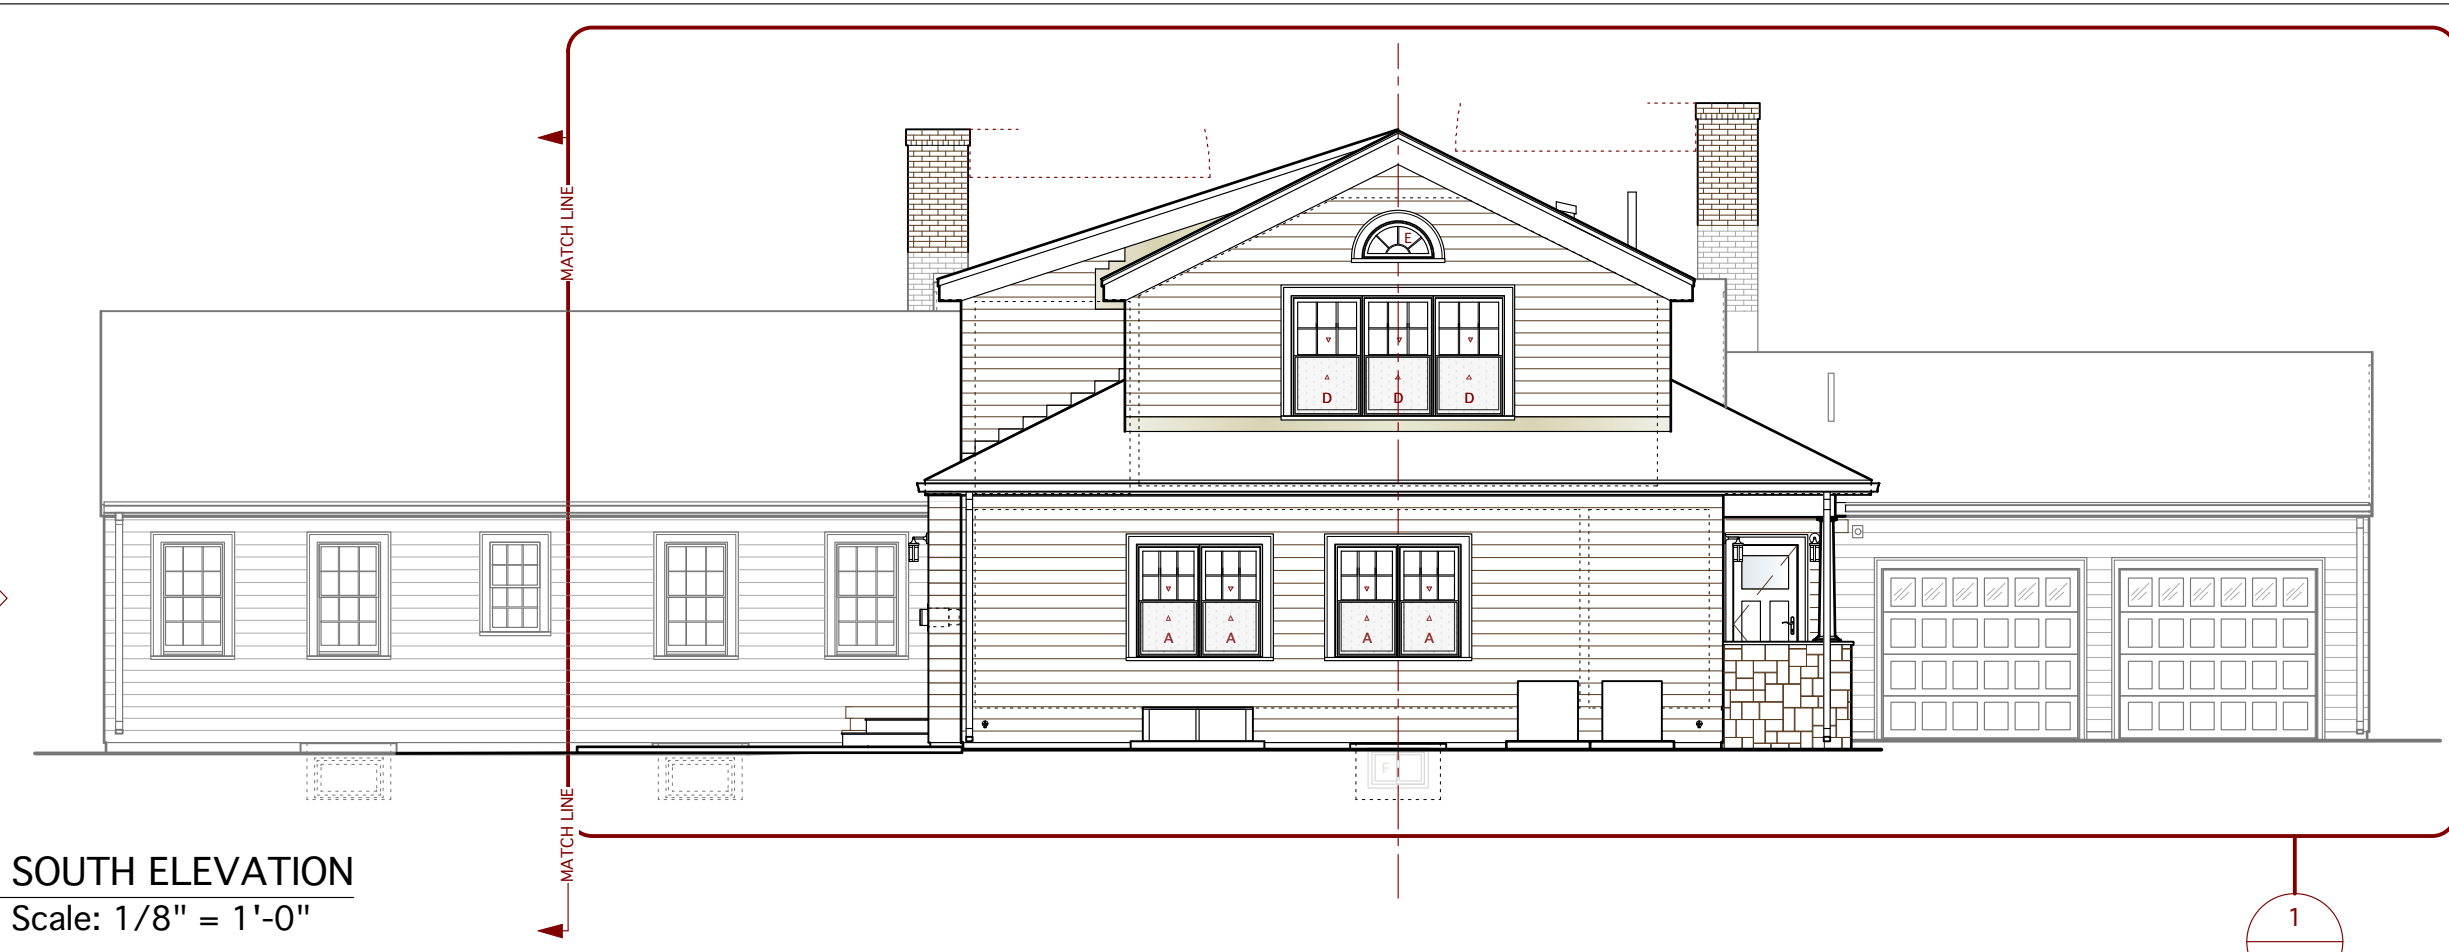 MATCH LINE
E
D D D
A A A A
F
MATCH LINE
SOUTH ELEVATION
Scale: 1/8" = 1'-0"
1